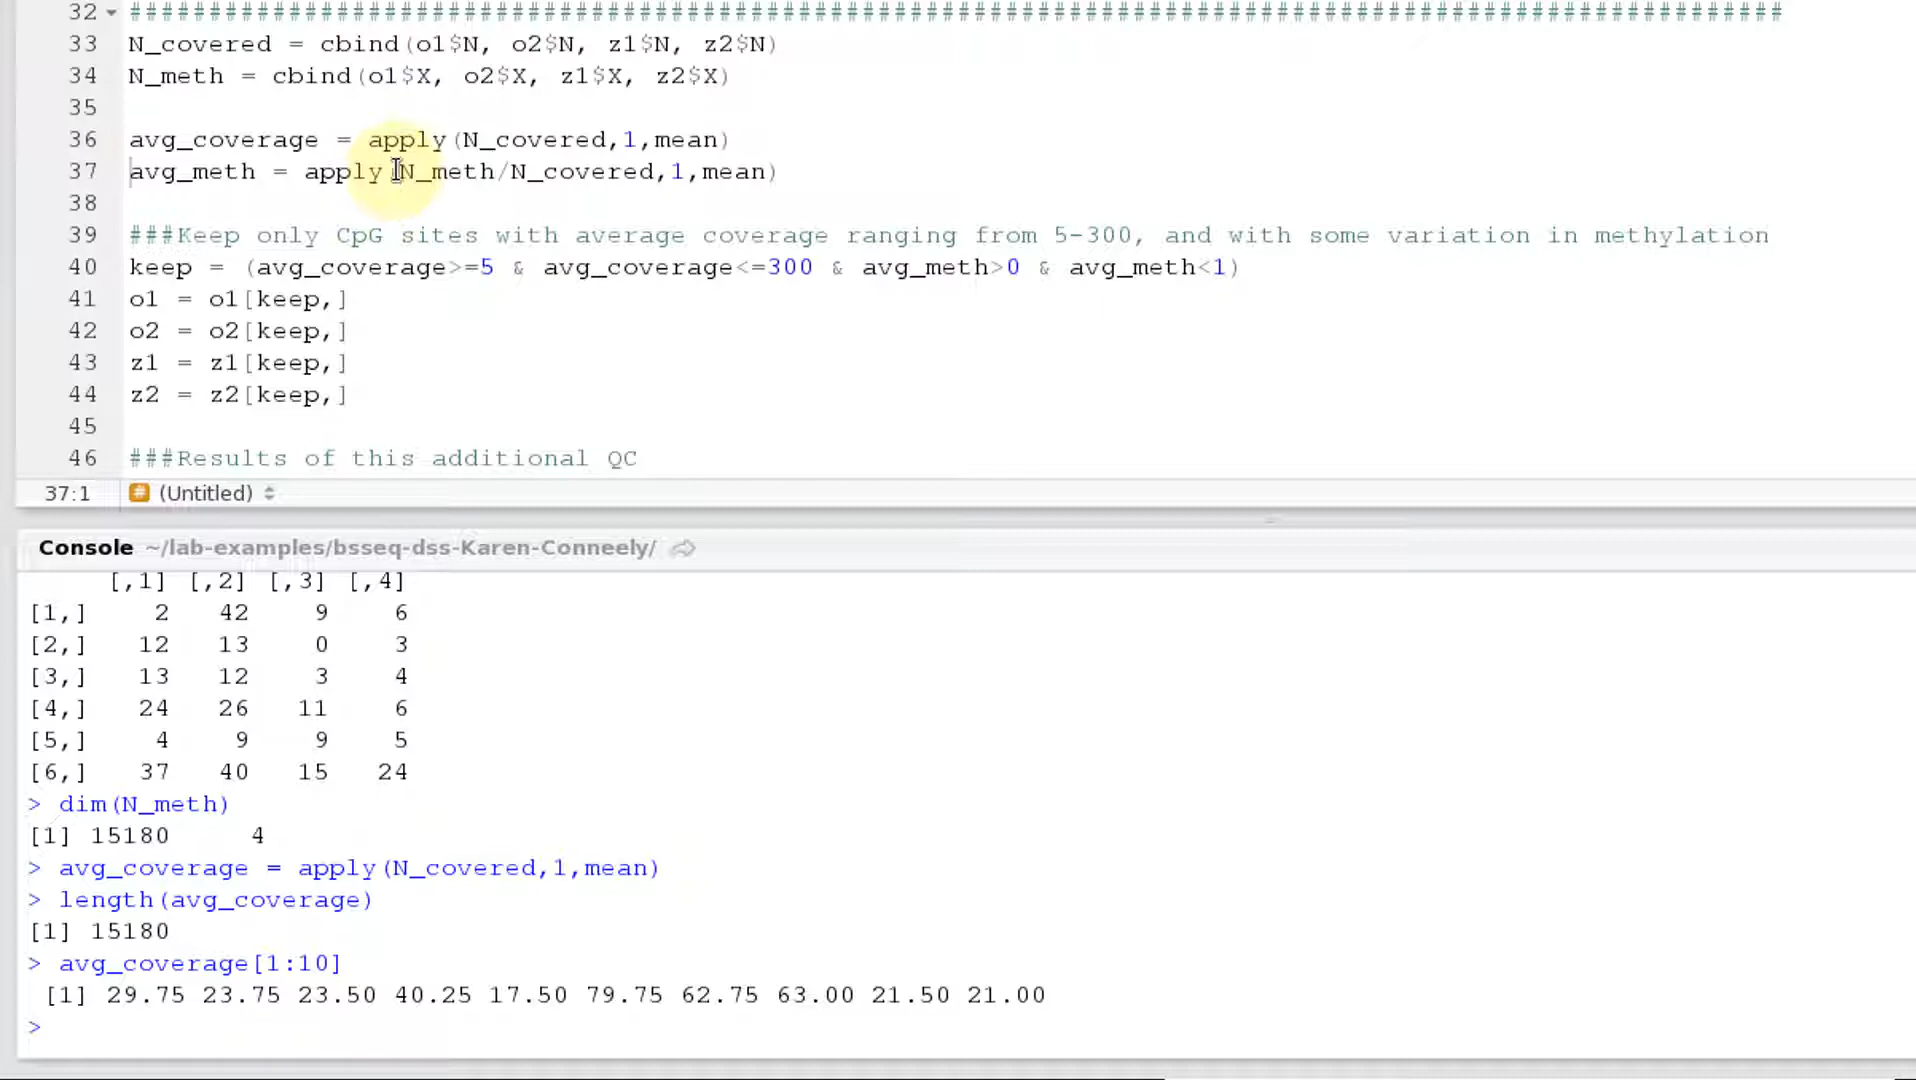 32 ########################################################################################################
33 N_covered = cbind(o1$N, o2$N, z1$N, z2$N)
34 N_meth = cbind(o1$X, o2$X, z1$X, z2$X)
35
36 avg_coverage = apply(N_covered,1,mean)
37 avg_meth = apply(N_meth/N_covered,1,mean)
38
39 ###Keep only CpG sites with average coverage ranging from 5-300, and with some variation in methylation
40 keep = (avg_coverage>=5 & avg_coverage<=300 & avg_meth>0 & avg_meth<1)
41 o1 = o1[keep,]
42 o2 = o2[keep,]
43 z1 = z1[keep,]
44 z2 = z2[keep,]
45
46 ###Results of this additional QC
37:1 # (Untitled)
Console ~/lab-examples/bsseq-dss-Karen-Conneely/
[,1] [,2] [,3] [,4]
[1,] 2 42 9 6
[2,] 12 13 0 3
[3,] 13 12 3 4
[4,] 24 26 11 6
[5,] 4 9 9 5
[6,] 37 40 15 24
> dim(N_meth)
[1] 15180 4
> avg_coverage = apply(N_covered,1,mean)
> length(avg_coverage)
[1] 15180
> avg_coverage[1:10]
[1] 29.75 23.75 23.50 40.25 17.50 79.75 62.75 63.00 21.50 21.00
>